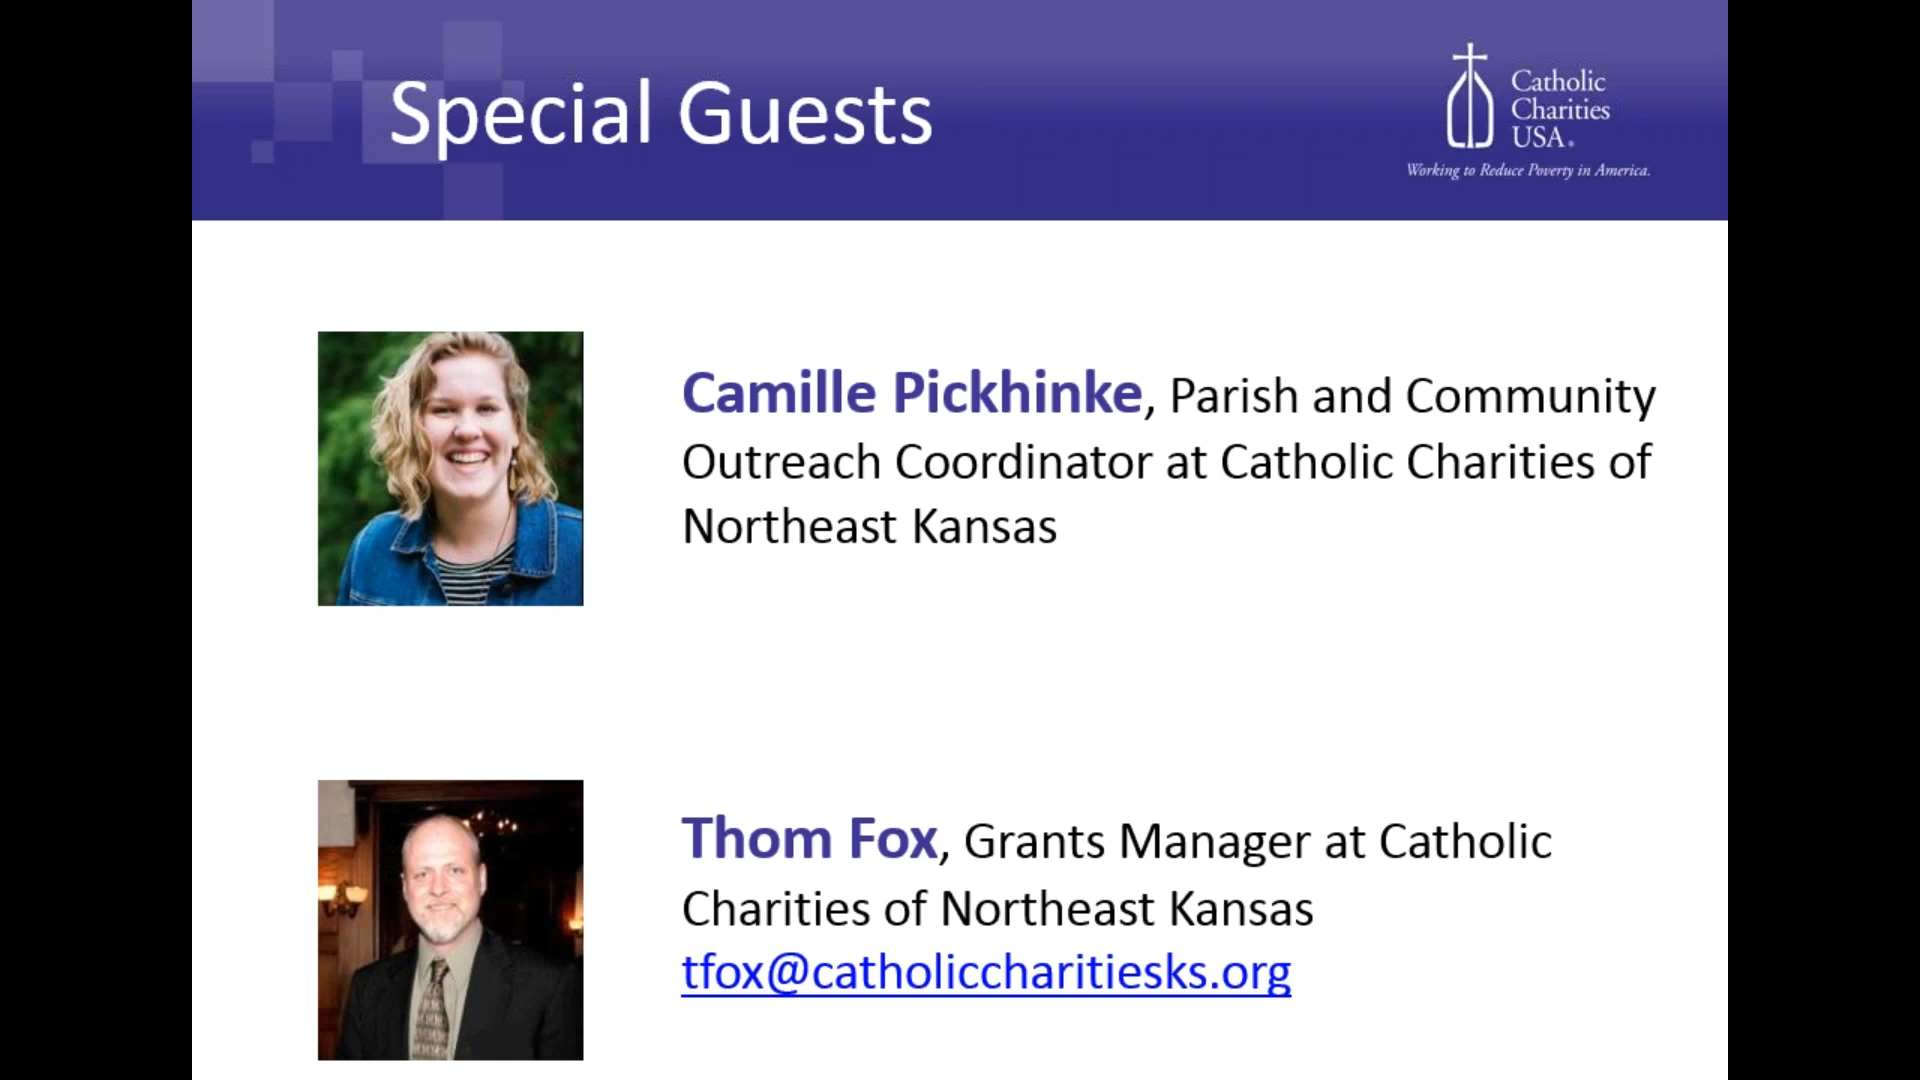 Special Guests
Catholic
Charities
USA®
Working to Reduce Poverty in America.
Camille Pickhinke, Parish and Community
Outreach Coordinator at Catholic Charities of
Northeast Kansas
Thom Fox, Grants Manager at Catholic
Charities of Northeast Kansas
tfox@catholiccharitiesks.org